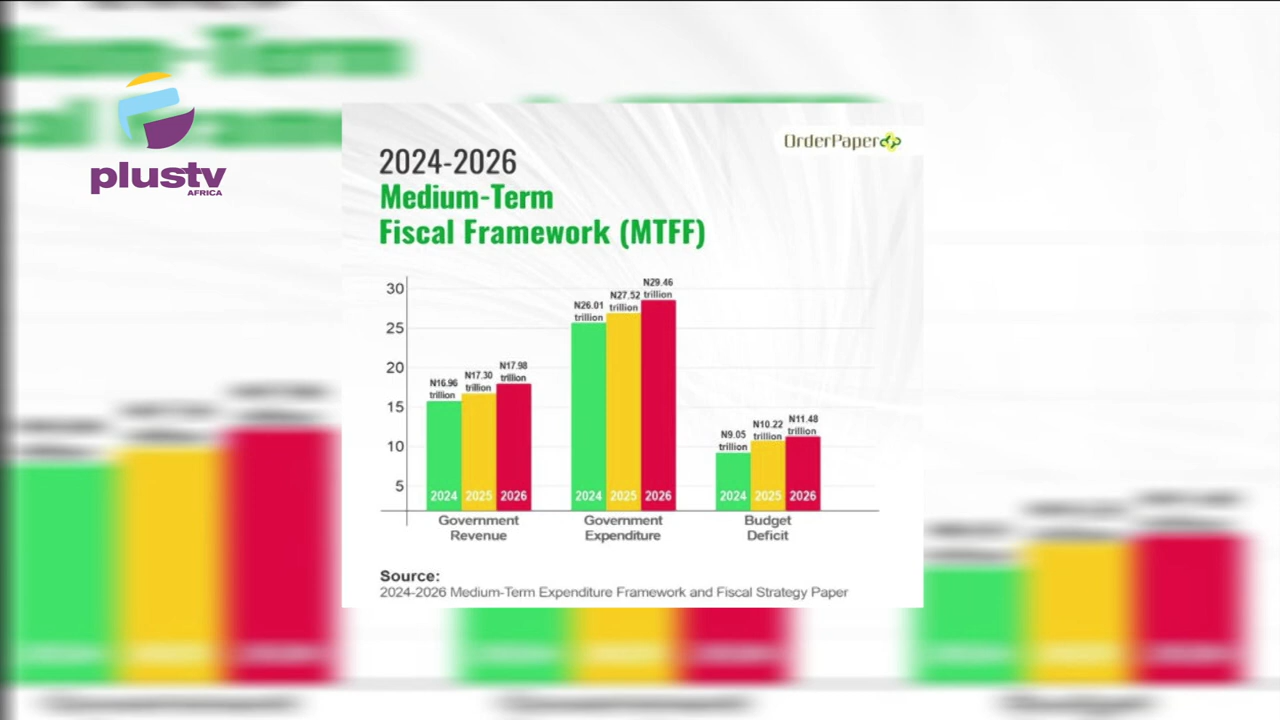 plustv
AFRICA
OrderPaper
2024-2026
Medium-Term
Fiscal Framework (MTFF)
30
25
20
15
10
5
N16.96
trillion
N17.30
trillion
N17.98
trillion
N26.01
trillion
N27.52
trillion
N29.46
trillion
N9.05
trillion
N10.22
trillion
N11.48
trillion
2024 2025 2026
2024 2025 2026
2024 2025 2026
Government
Revenue
Government
Expenditure
Budget
Deficit
Source:
2024-2026 Medium-Term Expenditure Framework and Fiscal Strategy Paper